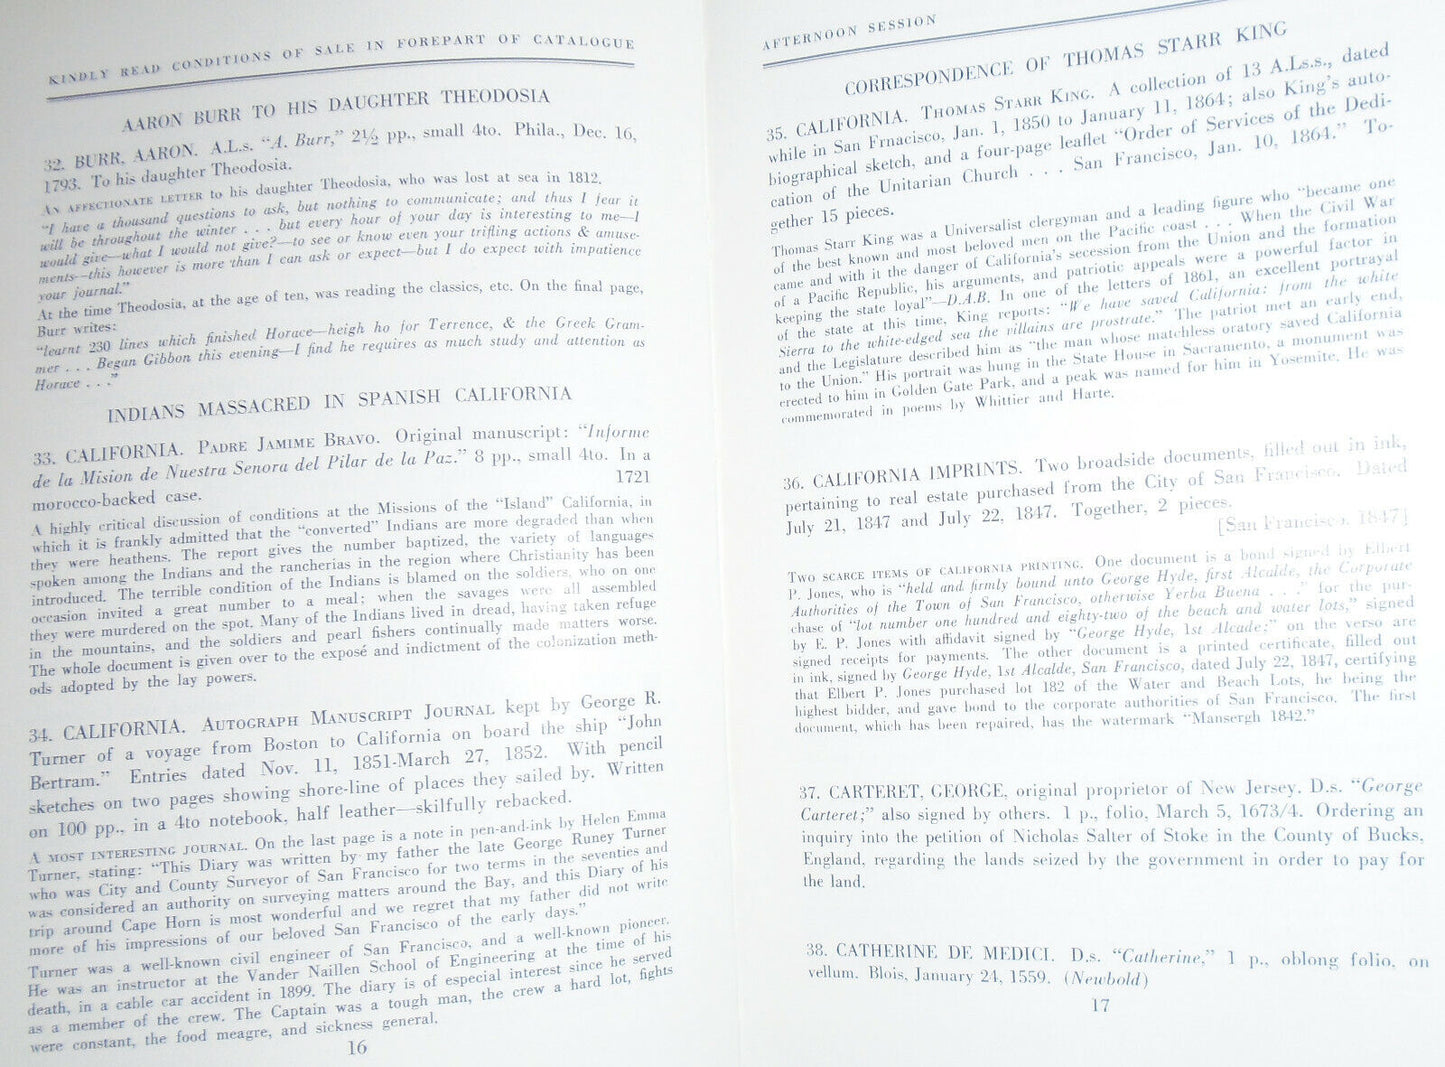 KINDLY READ CONDITIONS OF SALE IN FOREPART OF CATALOGUE
AARON BURR TO HIS DAUGHTER THEODOSIA
32. BURR, AARON. A.L.s. “A. Burr,” 2½ pp., small 4to. Phila., Dec. 16,
1793. To his daughter Theodosia.
AN AFFECTIONATE LETTER to his daughter Theodosia, who was lost at sea in 1812.
“I have a thousand questions to ask, but nothing to communicate; and thus I fear it
will be throughout the winter . . . but every hour of your day is interesting to me—I
would give—what I would not give?—to see or know even your trifling actions & amuse-
ments—this however is more than I can ask or expect—but I do expect with impatience
your journal.”
At the time Theodosia, at the age of ten, was reading the classics, etc. On the final page,
Burr writes:
“learnt 230 lines which finished Horace—heigh ho for Terrence, & the Greek Gram-
mer . . . Began Gibbon this evening—I find he requires as much study and attention as
Horace . . .”
INDIANS MASSACRED IN SPANISH CALIFORNIA
33. CALIFORNIA. PADRE JAMIME BRAVO. Original manuscript: “Informe
de la Mision de Nuestra Senora del Pilar de la Paz.” 8 pp., small 4to. In a
morocco-backed case. 1721
A highly critical discussion of conditions at the Missions of the “Island” California, in
which it is frankly admitted that the “converted” Indians are more degraded than when
they were heathens. The report gives the number baptized, the variety of languages
spoken among the Indians and the rancherias in the region where Christianity has been
introduced. The terrible condition of the Indians is blamed on the soldiers, who on one
occasion invited a great number to a meal; when the savages were all assembled
they were murdered on the spot. Many of the Indians lived in dread, having taken refuge
in the mountains, and the soldiers and pearl fishers continually made matters worse.
The whole document is given over to the exposé and indictment of the colonization meth-
ods adopted by the lay powers.
34. CALIFORNIA. AUTOGRAPH MANUSCRIPT JOURNAL kept by George R.
Turner of a voyage from Boston to California on board the ship “John
Bertram.” Entries dated Nov. 11, 1851-March 27, 1852. With pencil
sketches on two pages showing shore-line of places they sailed by. Written
on 100 pp., in a 4to notebook, half leather—skilfully rebacked.
A MOST INTERESTING JOURNAL. On the last page is a note in pen-and-ink by Helen Emma
Turner, stating: “This Diary was written by my father the late George Runey Turner
who was City and County Surveyor of San Francisco for two terms in the seventies and
was considered an authority on surveying matters around the Bay, and this Diary of his
trip around Cape Horn is most wonderful and we regret that my father did not write
more of his impressions of our beloved San Francisco of the early days.”
Turner was a well-known civil engineer of San Francisco, and a well-known pioneer.
He was an instructor at the Vander Naillen School of Engineering at the time of his
death, in a cable car accident in 1899. The diary is of especial interest since he served
as a member of the crew. The Captain was a tough man, the crew a hard lot, fights
were constant, the food meagre, and sickness general.
16
AFTERNOON SESSION
CORRESPONDENCE OF THOMAS STARR KING
35. CALIFORNIA. THOMAS STARR KING. A collection of 13 A.Ls.s., dated
while in San Frnacisco, Jan. 1, 1850 to January 11, 1864; also King’s auto-
biographical sketch, and a four-page leaflet “Order of Services of the Dedi-
cation of the Unitarian Church . . . San Francisco, Jan. 10, 1864.” To-
gether 15 pieces.
Thomas Starr King was a Universalist clergyman and a leading figure who “became one
of the best known and most beloved men on the Pacific coast . . . When the Civil War
came and with it the danger of California’s secession from the Union and the formation
of a Pacific Republic, his arguments, and patriotic appeals were a powerful factor in
keeping the state loyal”—D.A.B. In one of the letters of 1861, an excellent portrayal
of the state at this time, King reports: “We have saved California: from the white
Sierra to the white-edged sea the villains are prostrate.” The patriot met an early end,
and the Legislature described him as “the man whose matchless oratory saved California
to the Union.” His portrait was hung in the State House in Sacramento, a monument was
erected to him in Golden Gate Park, and a peak was named for him in Yosemite. He was
commemorated in poems by Whittier and Harte.
36. CALIFORNIA IMPRINTS. Two broadside documents, filled out in ink,
pertaining to real estate purchased from the City of San Francisco. Dated
July 21, 1847 and July 22, 1847. Together, 2 pieces.
[San Francisco, 1847]
TWO SCARCE ITEMS OF CALIFORNIA PRINTING. One document is a bond signed by Elbert
P. Jones, who is “held and firmly bound unto George Hyde, first Alcalde, the Corporate
Authorities of the Town of San Francisco, otherwise Yerba Buena . . .” for the pur-
chase of “lot number one hundred and eighty-two of the beach and water lots,” signed
by E. P. Jones with affidavit signed by “George Hyde, 1st Alcade;” on the verso are
signed receipts for payments. The other document is a printed certificate, filled out
in ink, signed by George Hyde, 1st Alcalde, San Francisco, dated July 22, 1847, certifying
that Elbert P. Jones purchased lot 182 of the Water and Beach Lots, he being the
highest bidder, and gave bond to the corporate authorities of San Francisco. The first
document, which has been repaired, has the watermark “Mansergh 1842.”
37. CARTERET, GEORGE, original proprietor of New Jersey. D.s. “George
Carteret;” also signed by others. 1 p., folio, March 5, 1673/4. Ordering an
inquiry into the petition of Nicholas Salter of Stoke in the County of Bucks,
England, regarding the lands seized by the government in order to pay for
the land.
38. CATHERINE DE MEDICI. D.s. “Catherine,” 1 p., oblong folio, on
vellum. Blois, January 24, 1559. (Newbold)
17